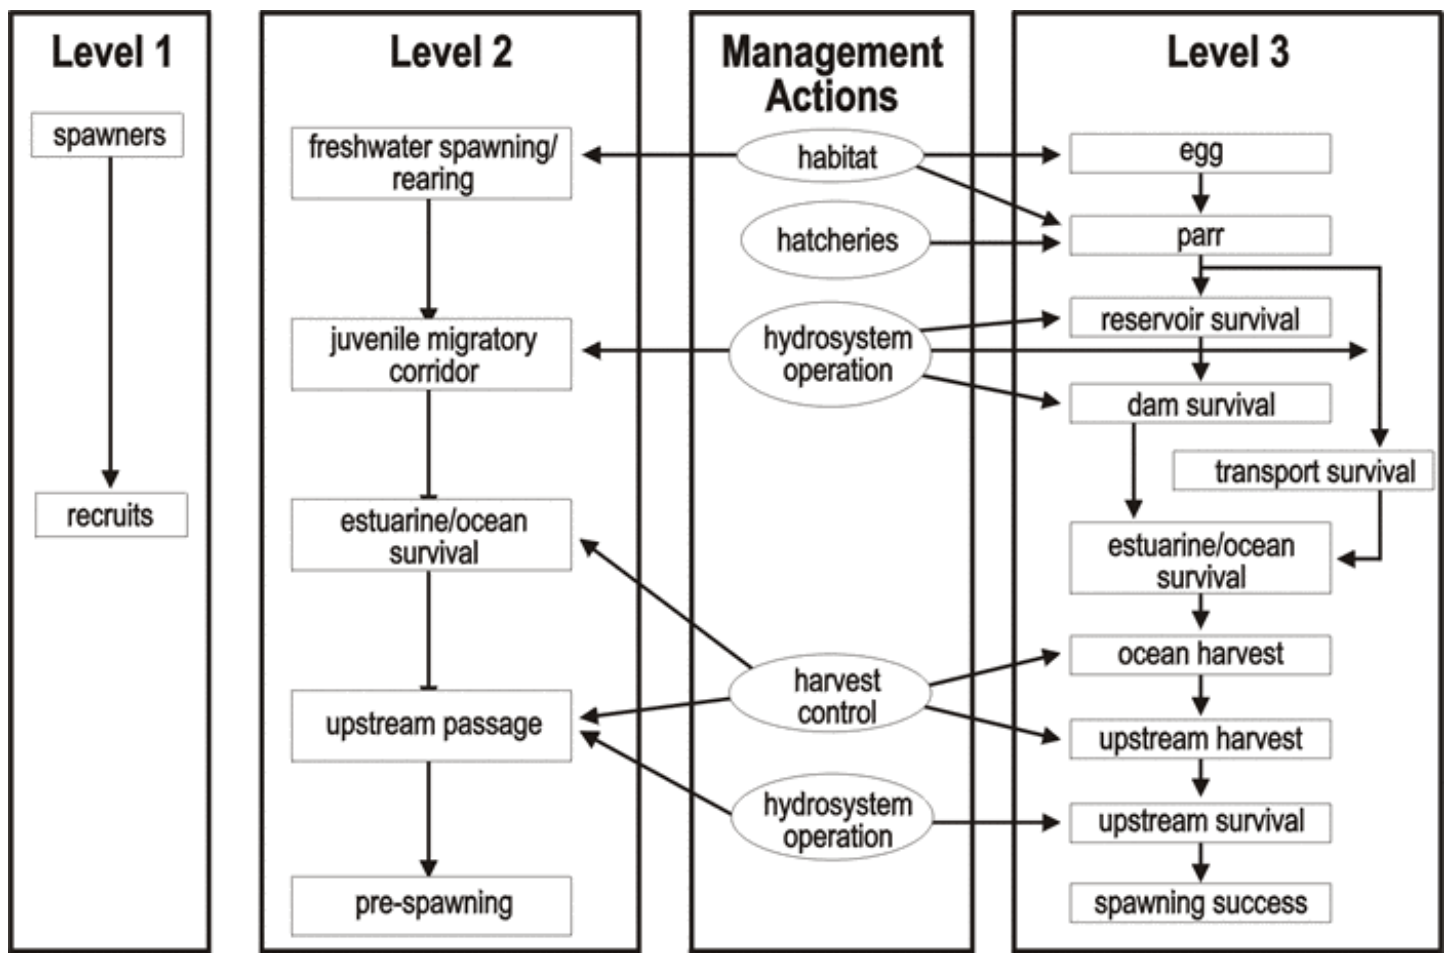 Level 1
spawners
recruits
Level 2
freshwater spawning/
rearing
juvenile migratory
corridor
estuarine/ocean
survival
upstream passage
pre-spawning
Management
Actions
habitat
hatcheries
hydrosystem
operation
harvest
control
hydrosystem
operation
Level 3
egg
parr
reservoir survival
dam survival
transport survival
estuarine/ocean
survival
ocean harvest
upstream harvest
upstream survival
spawning success